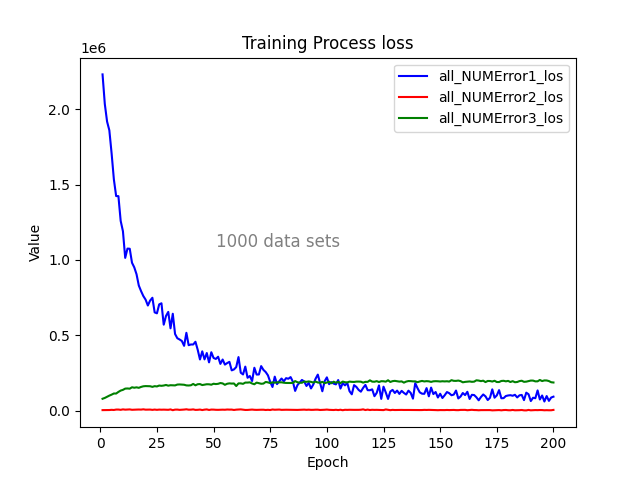 Training Process loss
1e6
all_NUMError1_los
all_NUMError2_los
all_NUMError3_los
2.0
1.5
1.0
0.5
0.0
Value
1000 data sets
0 25 50 75 100 125 150 175 200
Epoch